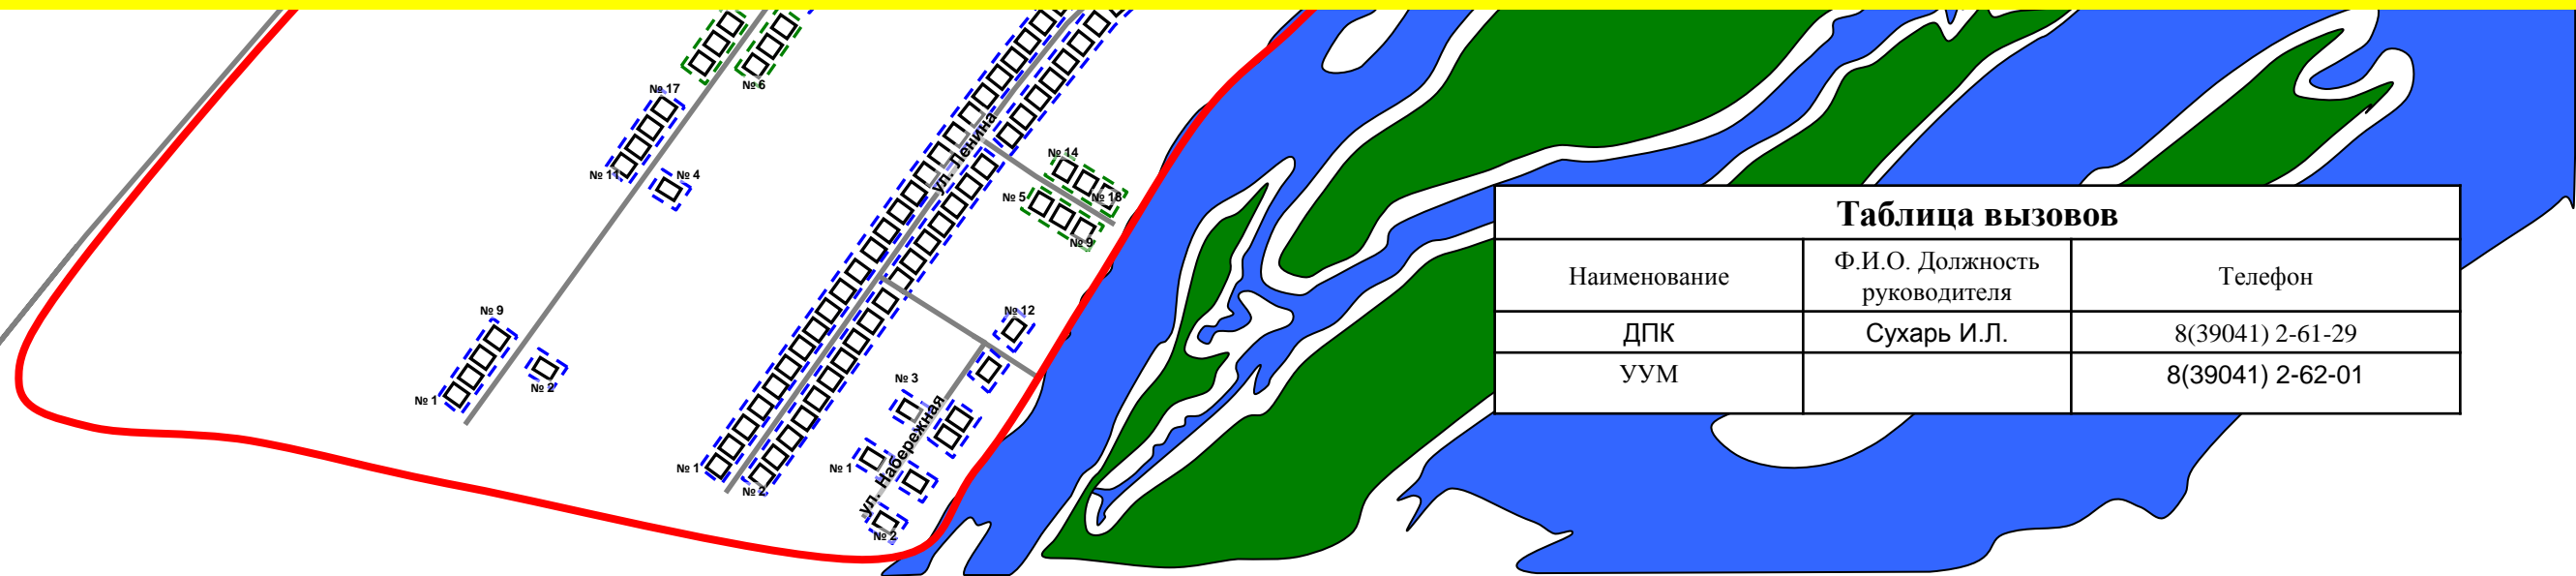 № 17
№ 6
№ 11
№ 4
ул. Ленина
№ 14
№ 5
№ 18
№ 9
№ 9
№ 2
№ 1
№ 12
№ 3
ул. Набережная
№ 1
№ 1
№ 2
№ 2
Таблица вызовов
Наименование
Ф.И.О. Должность
руководителя
Телефон
ДПК
Сухарь И.Л.
8(39041) 2-61-29
УУМ
8(39041) 2-62-01